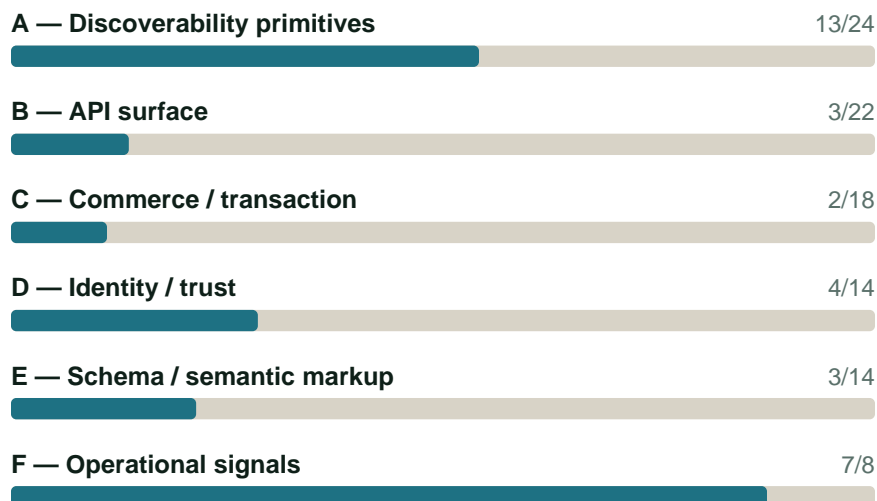 A — Discoverability primitives 13/24
B — API surface 3/22
C — Commerce / transaction 2/18
D — Identity / trust 4/14
E — Schema / semantic markup 3/14
F — Operational signals 7/8